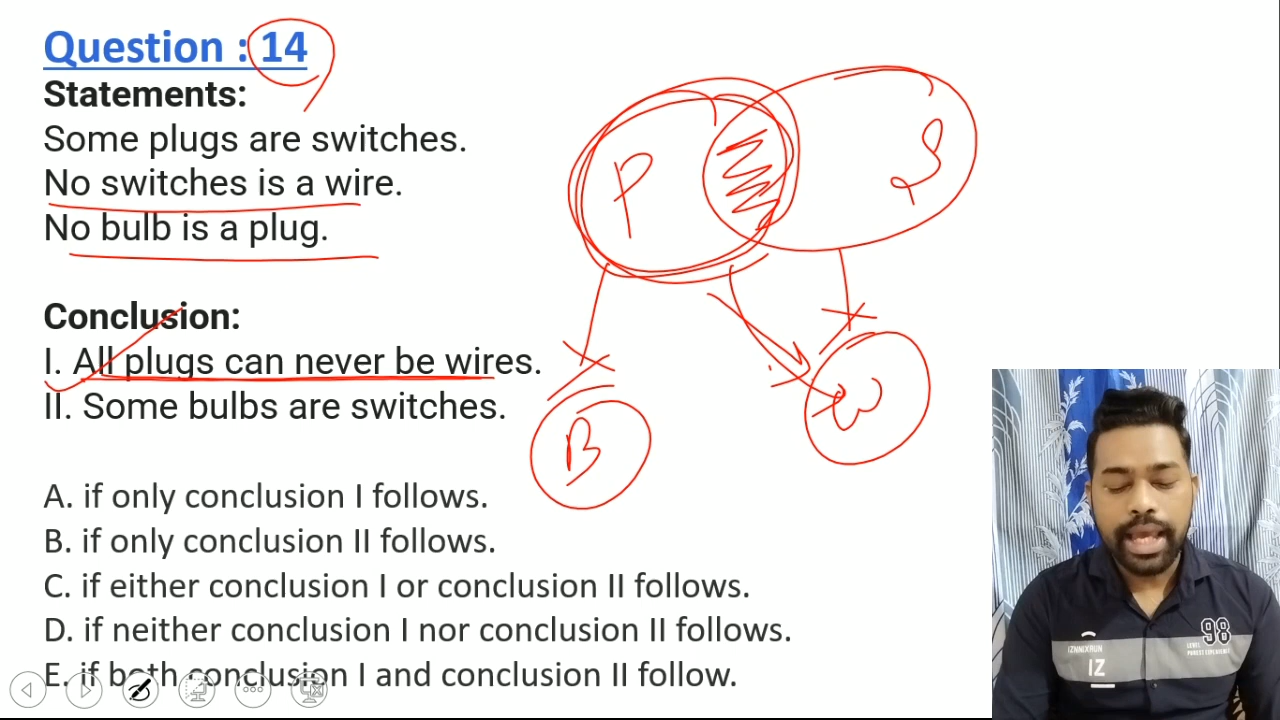 Question : 14
Statements:
Some plugs are switches.
No switches is a wire.
No bulb is a plug.
Conclusion:
I. All plugs can never be wires.
II. Some bulbs are switches.
A. if only conclusion I follows.
B. if only conclusion II follows.
C. if either conclusion I or conclusion II follows.
D. if neither conclusion I nor conclusion II follows.
E. if both conclusion I and conclusion II follow.
P
S
B
W
98
IZNNIXRUN
IZ